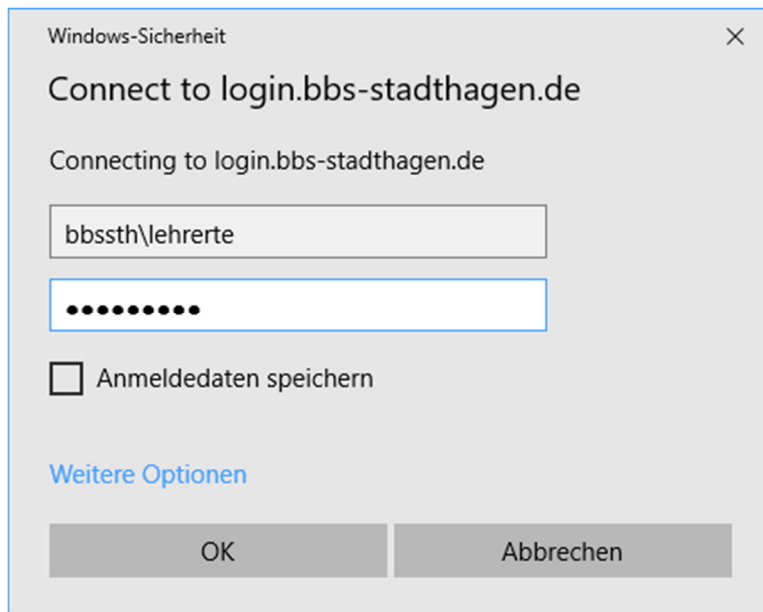 Windows-Sicherheit
Connect to login.bbs-stadthagen.de
Connecting to login.bbs-stadthagen.de
bbssth\lehrerte
●●●●●●●●●
Anmeldedaten speichern
Weitere Optionen
OK Abbrechen